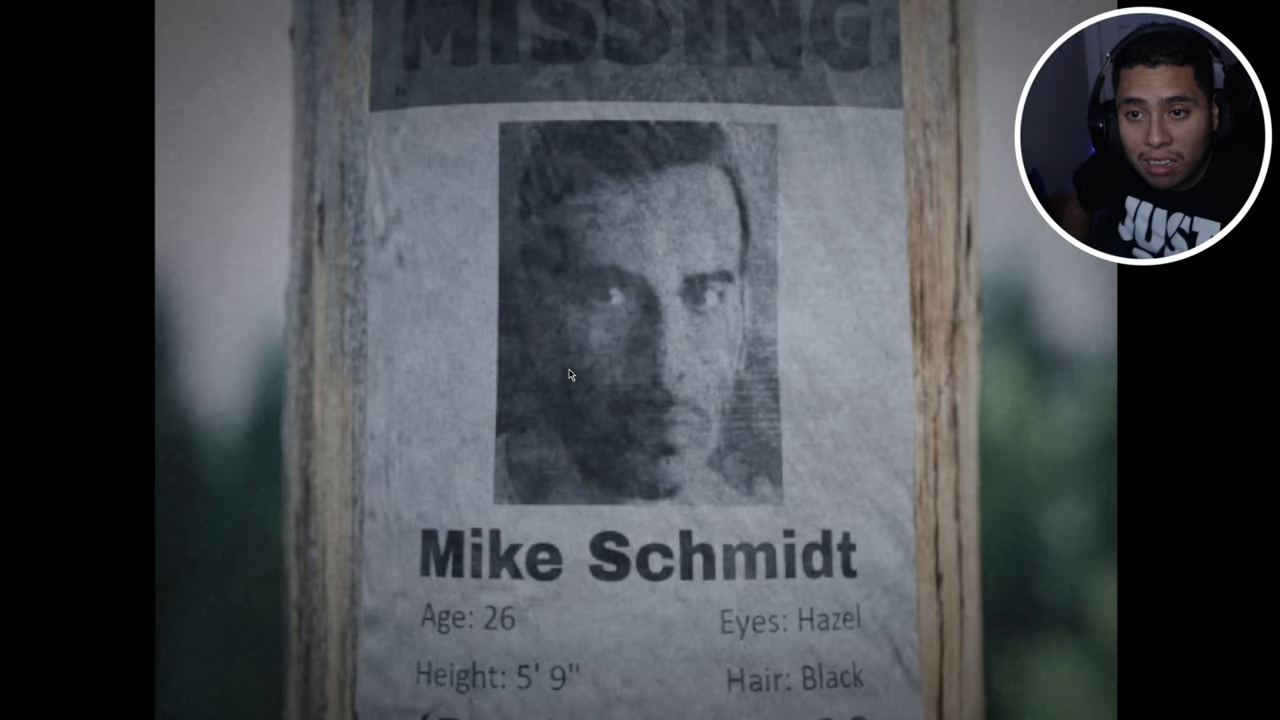 MISSING
Mike Schmidt
Age: 26
Eyes: Hazel
Height: 5' 9"
Hair: Black
JUST